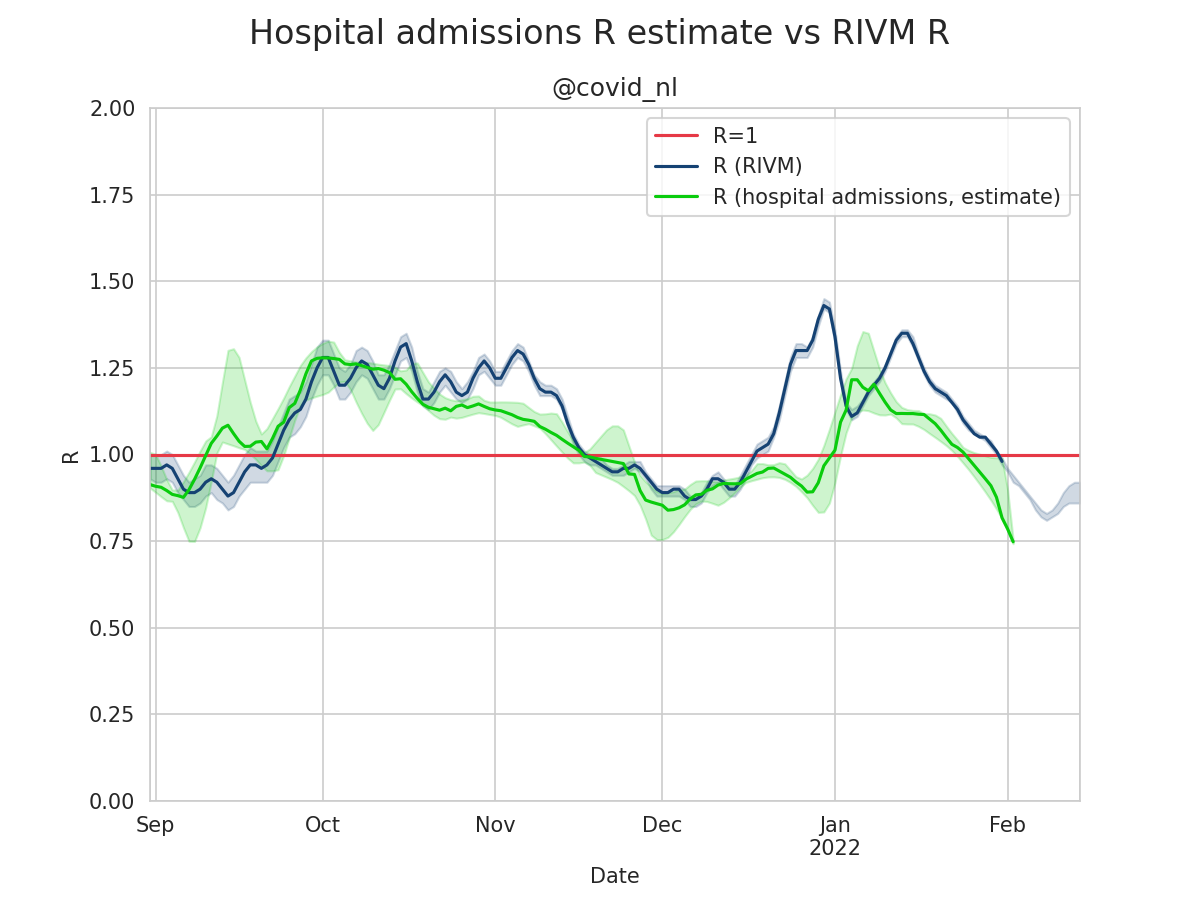 Hospital admissions R estimate vs RIVM R
@covid_nl
R=1
R (RIVM)
R (hospital admissions, estimate)
2.00
1.75
1.50
1.25
1.00
0.75
0.50
0.25
0.00
R
Sep Oct Nov Dec Jan Feb
2022
Date